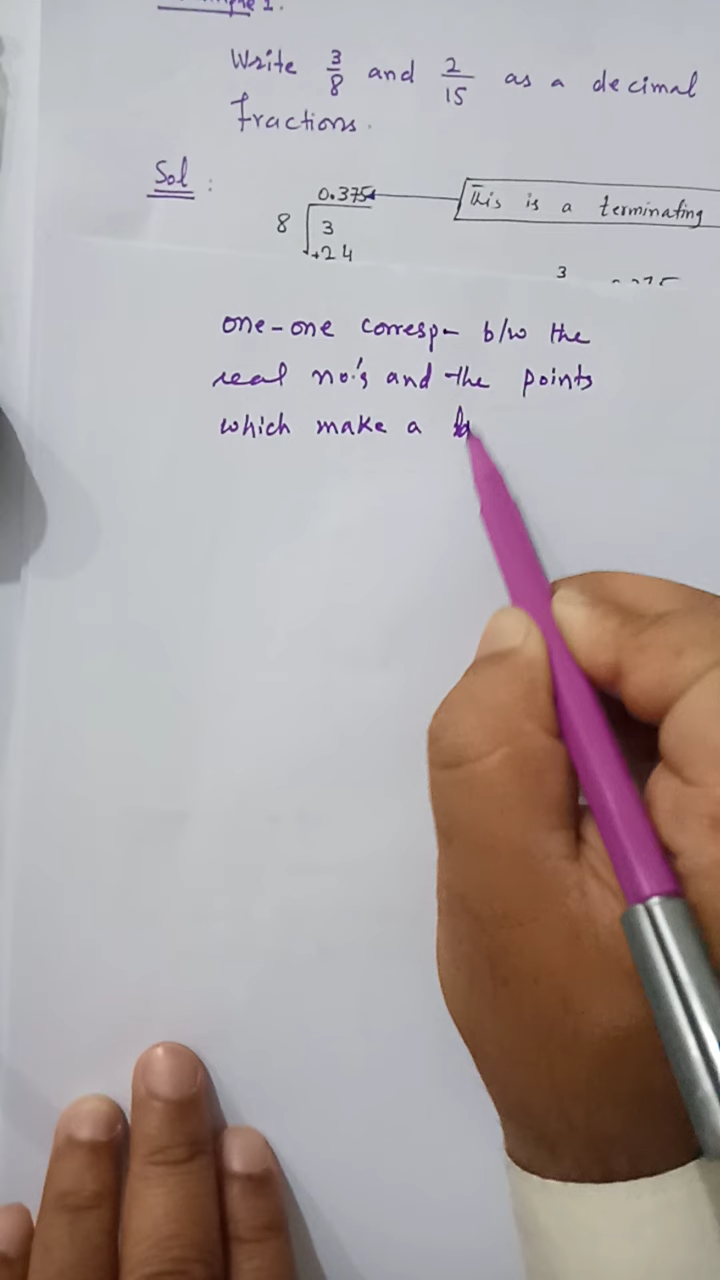 Write 3/8 and 2/15 as a decimal
fractions.
Sol :
0.375
This is a terminating
8 3
24
3
one-one corresp- b/w the
real no.'s and the points
which make a